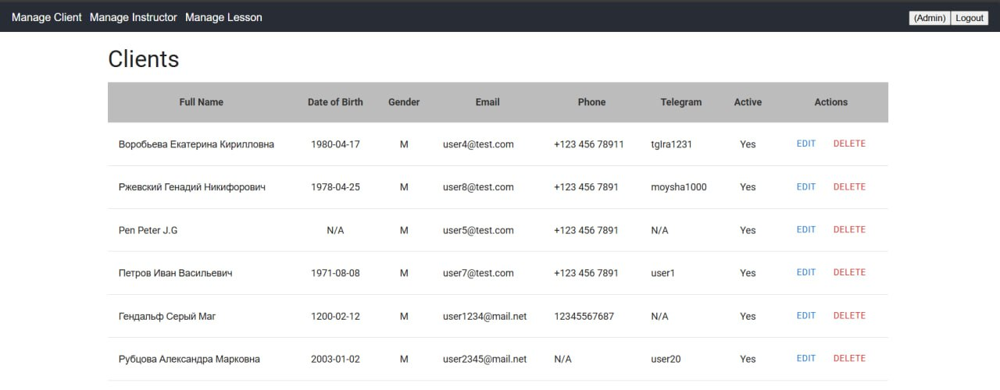 Manage Client Manage Instructor Manage Lesson (Admin) Logout
Clients
Full Name Date of Birth Gender Email Phone Telegram Active Actions
Воробьева Екатерина Кирилловна 1980-04-17 M user4@test.com +123 456 78911 tglra1231 Yes EDIT DELETE
Ржевский Генадий Никифорович 1978-04-25 M user8@test.com +123 456 7891 moysha1000 Yes EDIT DELETE
Pen Peter J.G N/A M user5@test.com +123 456 7891 N/A Yes EDIT DELETE
Петров Иван Васильевич 1971-08-08 M user7@test.com +123 456 7891 user1 Yes EDIT DELETE
Гендальф Серый Маг 1200-02-12 M user1234@mail.net 12345567687 N/A Yes EDIT DELETE
Рубцова Александра Марковна 2003-01-02 M user2345@mail.net N/A user20 Yes EDIT DELETE